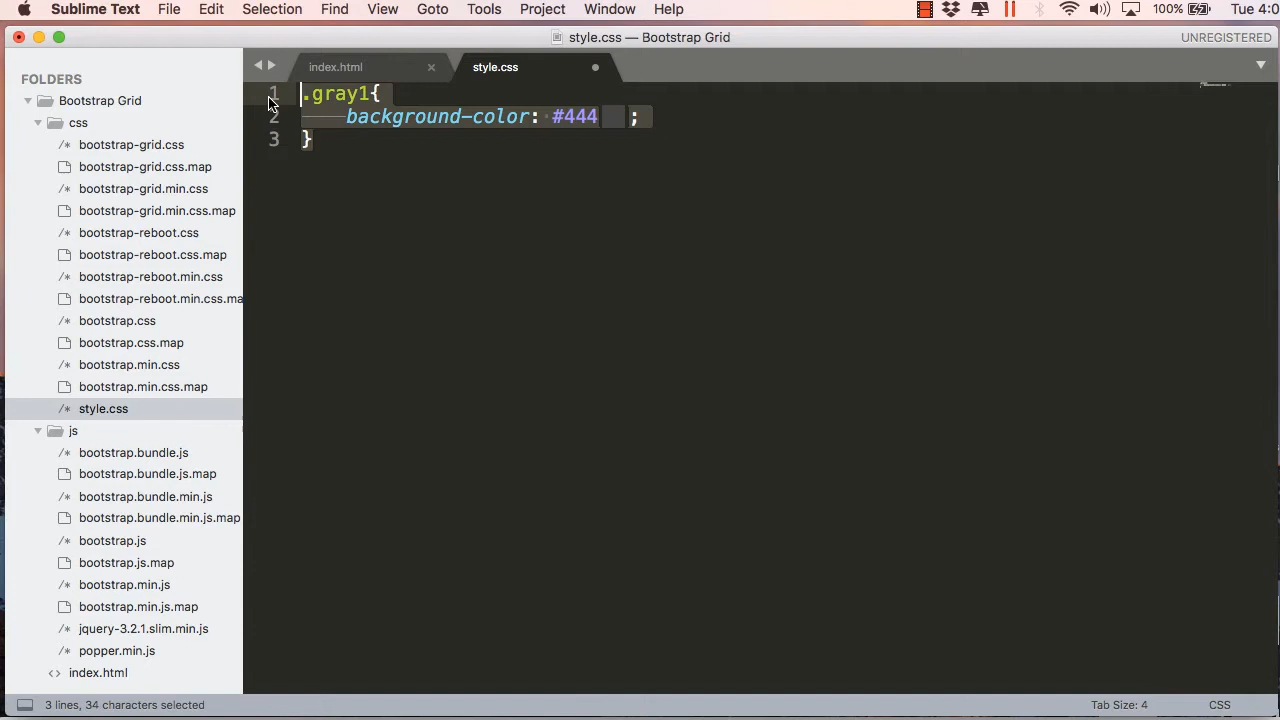 Sublime Text File Edit Selection Find View Goto Tools Project Window Help 100% Tue 4:0
style.css — Bootstrap Grid UNREGISTERED
index.html style.css
FOLDERS
Bootstrap Grid
css
bootstrap-grid.css
bootstrap-grid.css.map
bootstrap-grid.min.css
bootstrap-grid.min.css.map
bootstrap-reboot.css
bootstrap-reboot.css.map
bootstrap-reboot.min.css
bootstrap-reboot.min.css.ma
bootstrap.css
bootstrap.css.map
bootstrap.min.css
bootstrap.min.css.map
style.css
js
bootstrap.bundle.js
bootstrap.bundle.js.map
bootstrap.bundle.min.js
bootstrap.bundle.min.js.map
bootstrap.js
bootstrap.js.map
bootstrap.min.js
bootstrap.min.js.map
jquery-3.2.1.slim.min.js
popper.min.js
index.html
1 .gray1{
2 background-color: #444 ;
3 }
3 lines, 34 characters selected Tab Size: 4 CSS